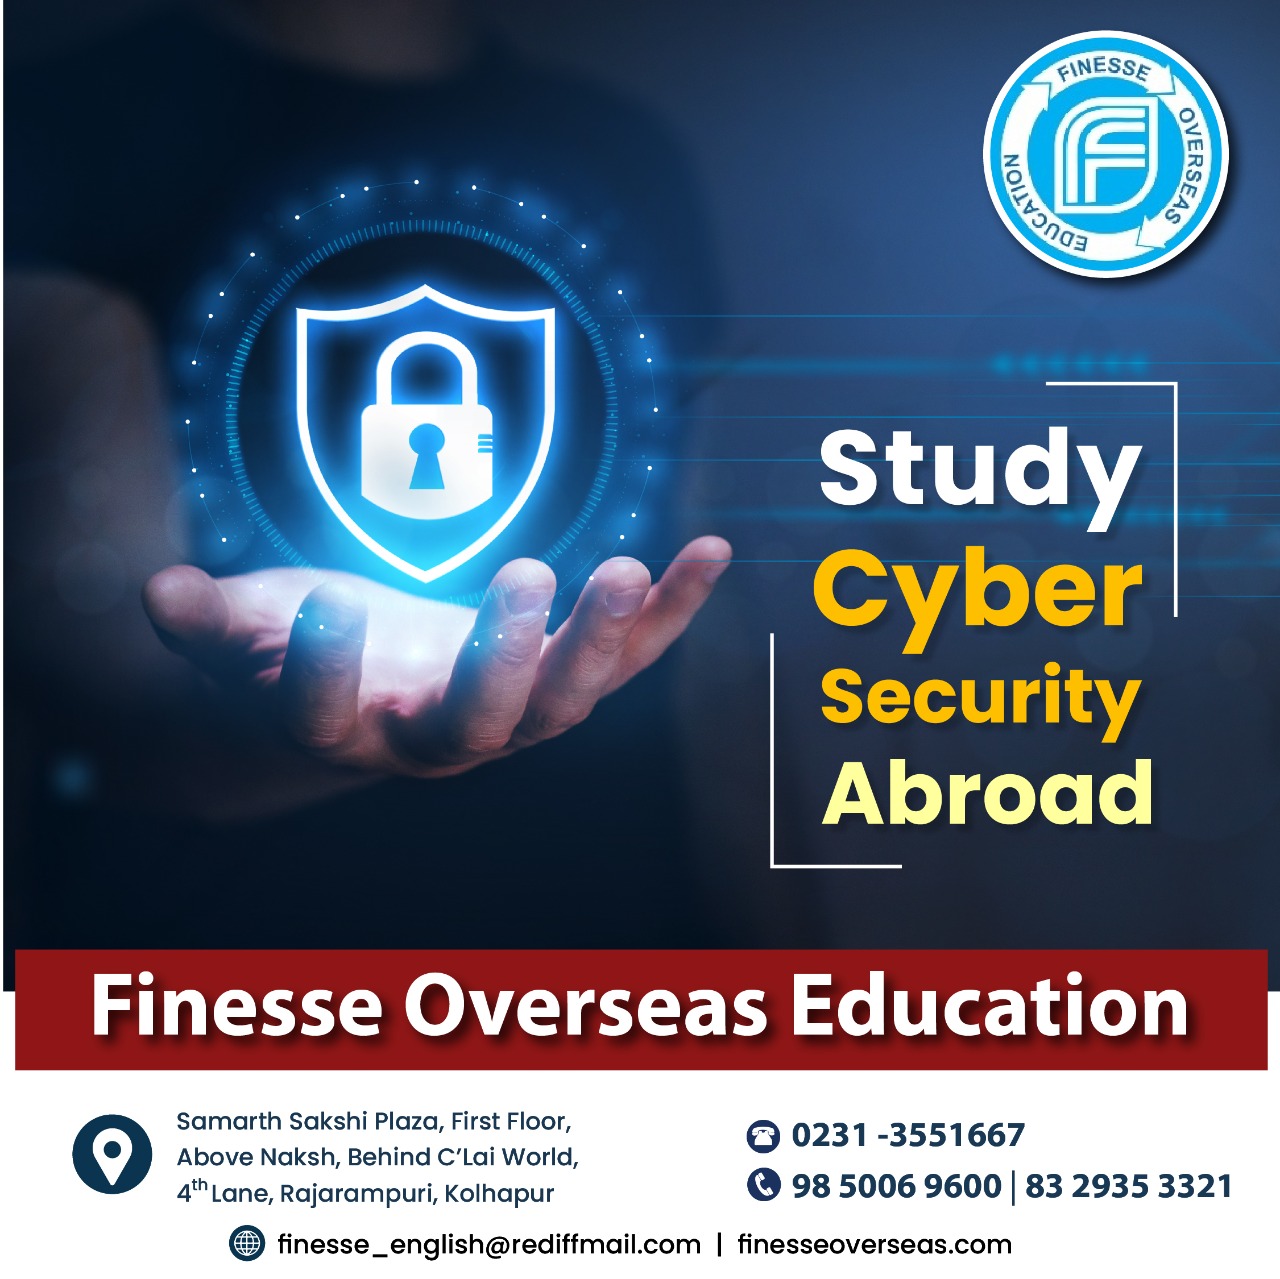 FINESSE OVERSEAS EDUCATION
F
Study
Cyber
Security
Abroad
Finesse Overseas Education
Samarth Sakshi Plaza, First Floor,
Above Naksh, Behind C’Lai World,
4th Lane, Rajarampuri, Kolhapur
0231 -3551667
98 5006 9600 | 83 2935 3321
finesse_english@rediffmail.com | finesseoverseas.com